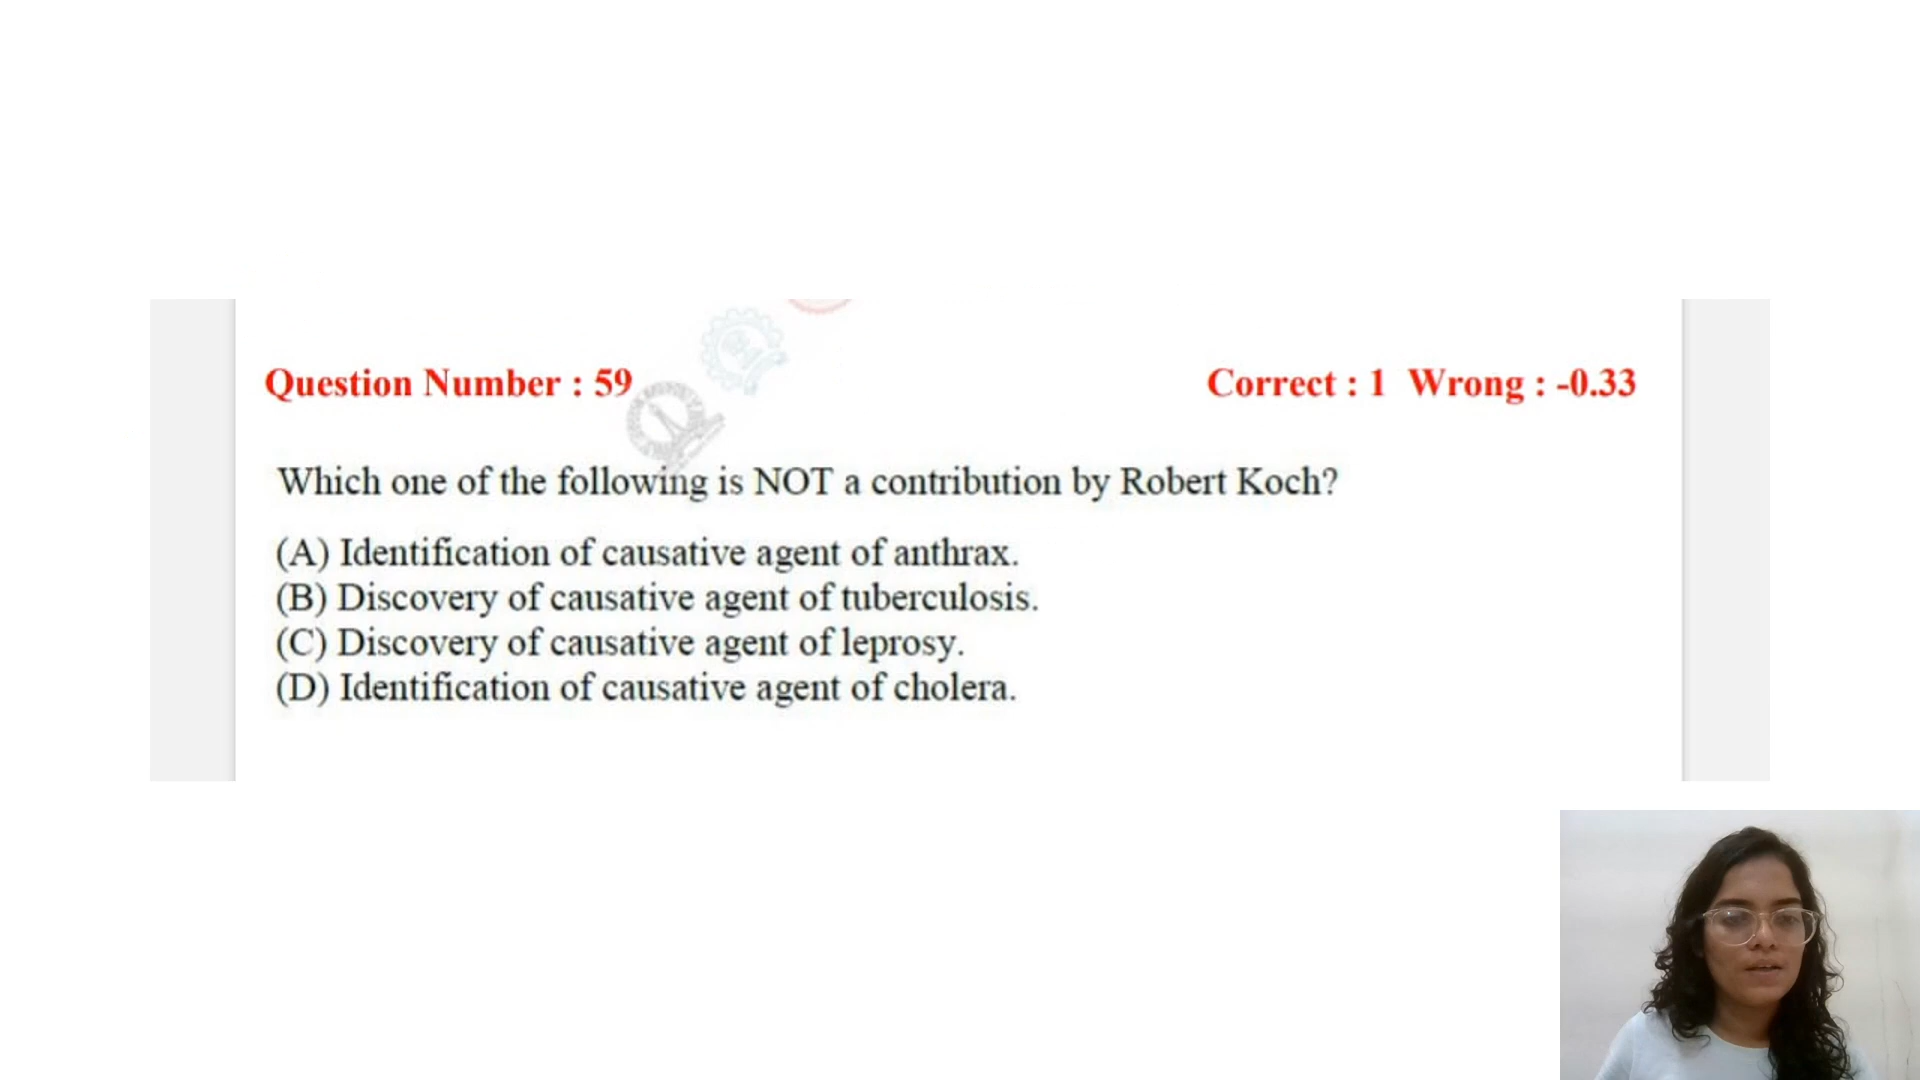 Question Number : 59 Correct : 1 Wrong : -0.33
Which one of the following is NOT a contribution by Robert Koch?
(A) Identification of causative agent of anthrax.
(B) Discovery of causative agent of tuberculosis.
(C) Discovery of causative agent of leprosy.
(D) Identification of causative agent of cholera.